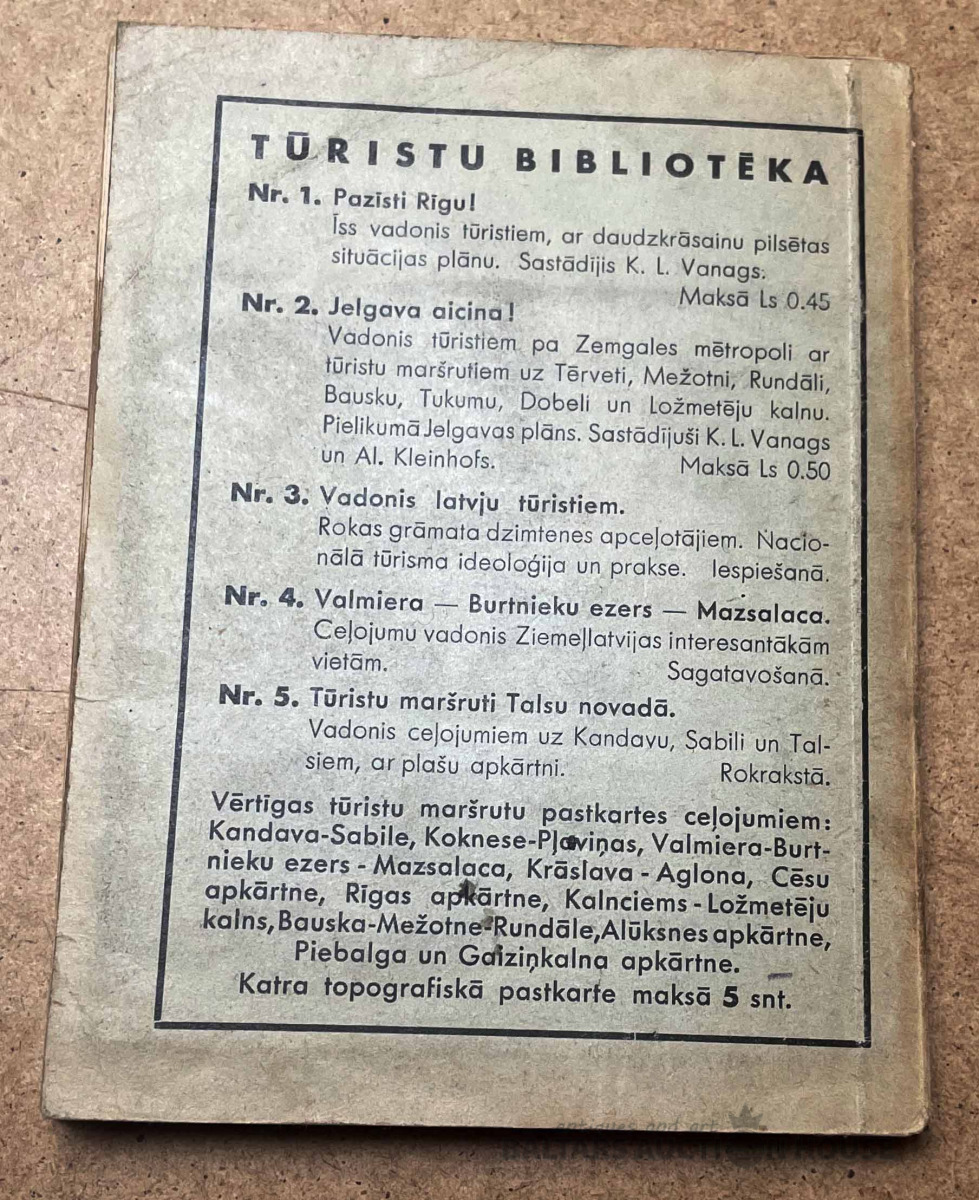 TŪRISTU BIBLIOTĒKA
Nr. 1. Pazīsti Rīgu!
Īss vadonis tūristiem, ar daudzkrāsainu pilsētas
situācijas plānu. Sastādījis K. L. Vanags.
Maksā Ls 0.45
Nr. 2. Jelgava aicina!
Vadonis tūristiem pa Zemgales mētropoli ar
tūristu maršrutiem uz Tērveti, Mežotni, Rundāli,
Bausku, Tukumu, Dobeli un Ložmetēju kalnu.
Pielikumā Jelgavas plāns. Sastādījuši K. L. Vanags
un Al. Kleinhofs. Maksā Ls 0.50
Nr. 3. Vadonis latvju tūristiem.
Rokas grāmata dzimtenes apceļotājiem. Nacio-
nālā tūrisma ideoloģija un prakse. Iespiešanā.
Nr. 4. Valmiera — Burtnieku ezers — Mazsalaca.
Ceļojumu vadonis Ziemeļlatvijas interesantākām
vietām. Sagatavošanā.
Nr. 5. Tūristu maršruti Talsu novadā.
Vadonis ceļojumiem uz Kandavu, Sabili un Tal-
siem, ar plašu apkārtni. Rokrakstā.
Vērtīgas tūristu maršrutu pastkartes ceļojumiem:
Kandava-Sabile, Koknese-Pļaviņas, Valmiera-Burt-
nieku ezers - Mazsalaca, Krāslava - Aglona, Cēsu
apkārtne, Rīgas apkārtne, Kalnciems - Ložmetēju
kalns, Bauska-Mežotne-Rundāle, Alūksnes apkārtne,
Piebalga un Gaiziņkalna apkārtne.
Katra topografiskā pastkarte maksā 5 snt.
antiques and art